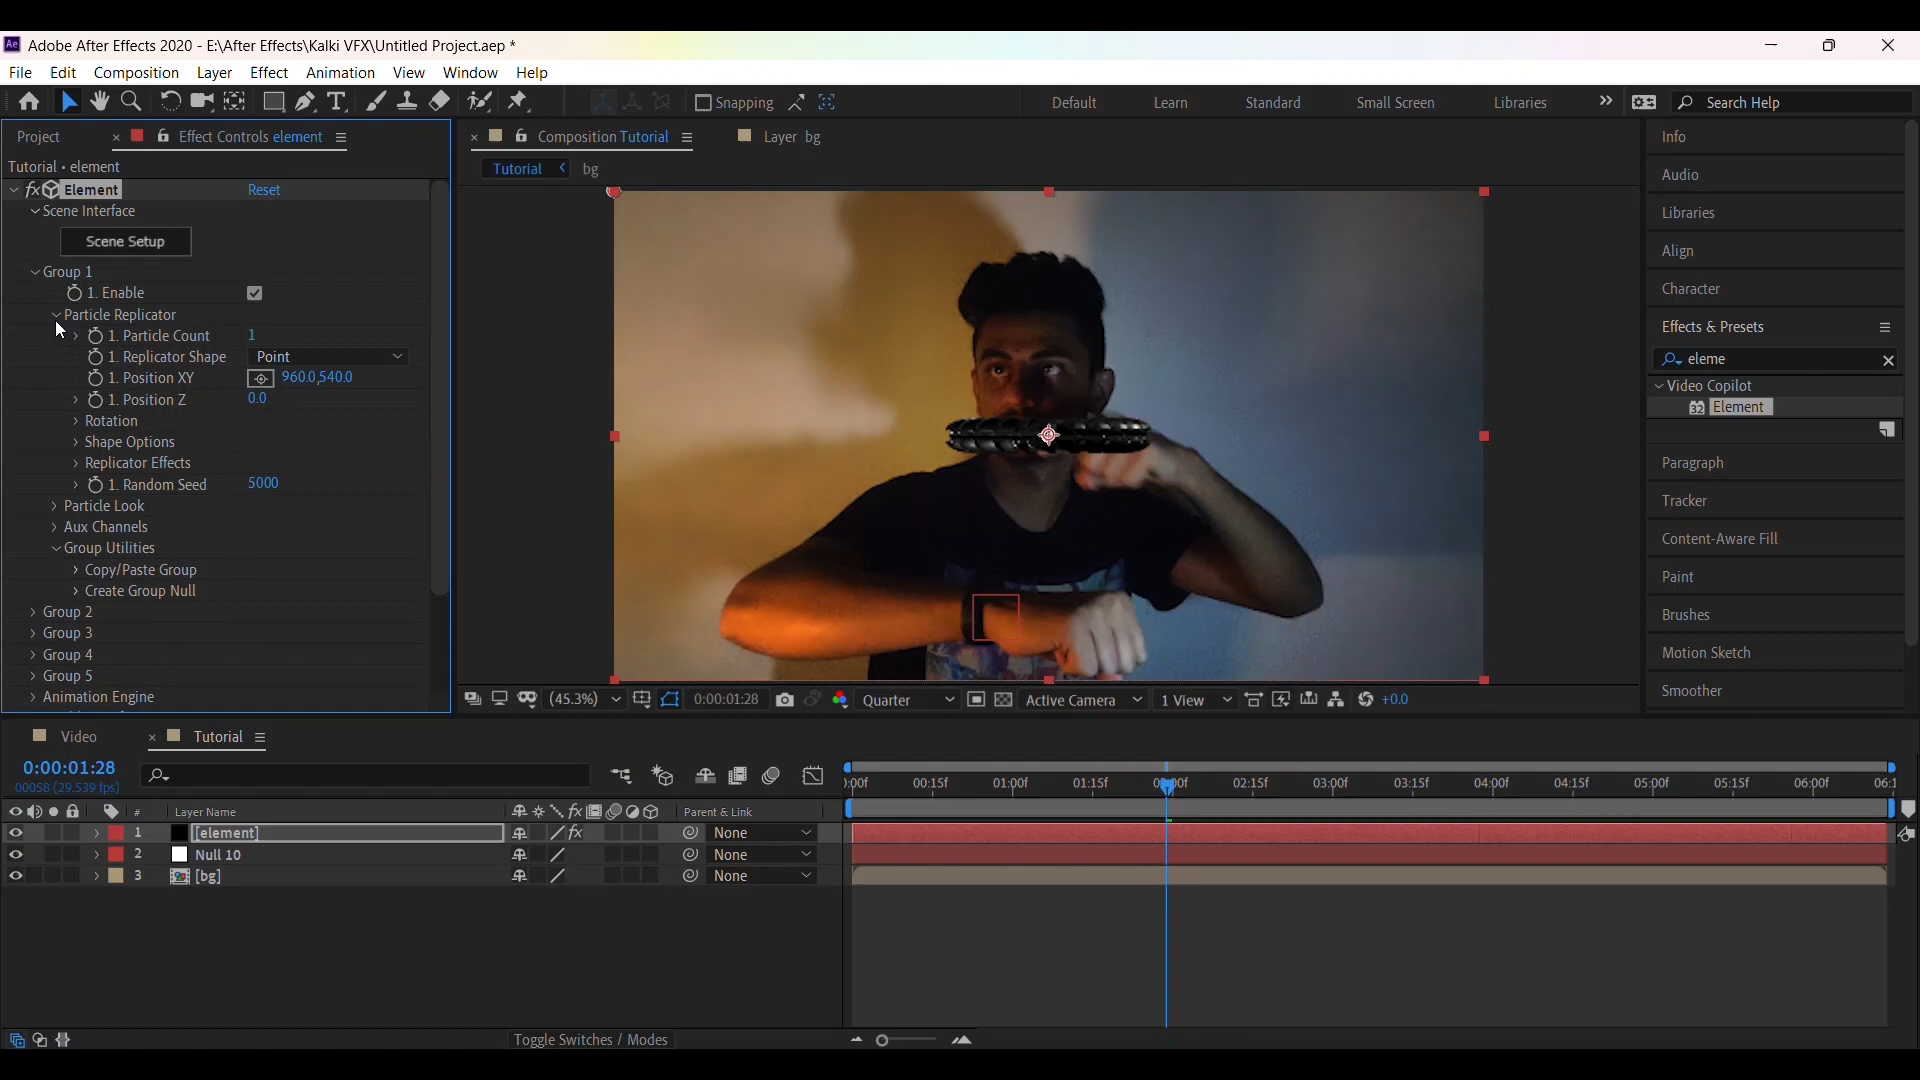 Adobe After Effects 2020 - E:\After Effects\Kalki VFX\Untitled Project.aep *
File Edit Composition Layer Effect Animation View Window Help
Snapping Default Learn Standard Small Screen Libraries Search Help
Project Effect Controls element
Tutorial • element
fx Element Reset
Scene Interface
Scene Setup
Group 1
1. Enable
Particle Replicator
1. Particle Count 1
1. Replicator Shape Point
1. Position XY 960.0,540.0
1. Position Z 0.0
Rotation
Shape Options
Replicator Effects
1. Random Seed 5000
Particle Look
Aux Channels
Group Utilities
Copy/Paste Group
Create Group Null
Group 2
Group 3
Group 4
Group 5
Animation Engine
Composition Tutorial Layer bg
Tutorial bg
(45.3%) 0:00:01:28 Quarter Active Camera 1 View +0.0
Info
Audio
Libraries
Align
Character
Effects & Presets
eleme
Video Copilot
32 Element
Paragraph
Tracker
Content-Aware Fill
Paint
Brushes
Motion Sketch
Smoother
Video Tutorial
0:00:01:28
00058 (29.539 fps)
):00f 00:15f 01:00f 01:15f 02:00f 02:15f 03:00f 03:15f 04:00f 04:15f 05:00f 05:15f 06:00f 06:1
# Layer Name fx Parent & Link
1 [element] fx None
2 Null 10 None
3 [bg] None
Toggle Switches / Modes